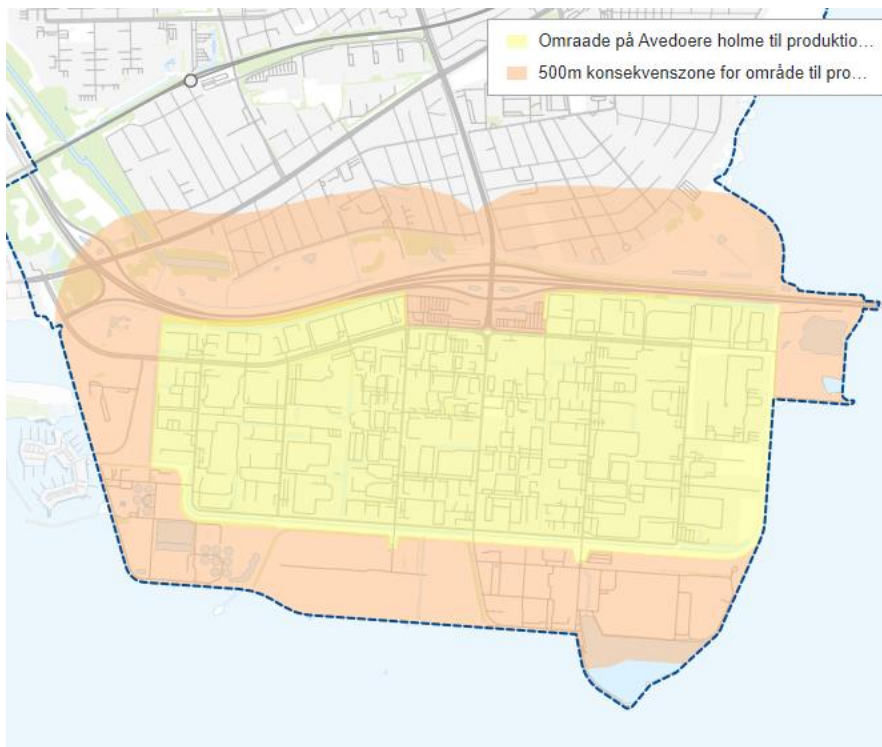 Omraade på Avedoere holme til produktio...
500m konsekvenszone for område til pro...